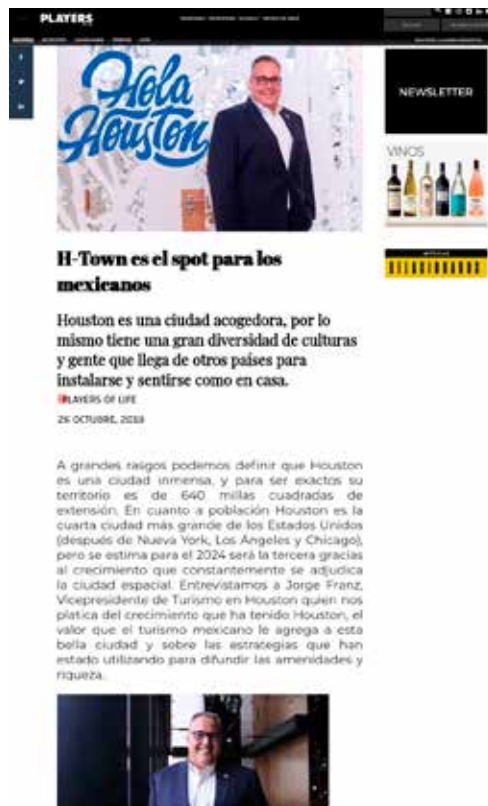 PLAYERS
NEWSLETTER
VINOS
Hola
Houston
H-Town es el spot para los
mexicanos
Houston es una ciudad acogedora, por lo
mismo tiene una gran diversidad de culturas
y gente que llega de otros países para
instalarse y sentirse como en casa.
PLAYERS OF LIFE
26 OCTUBRE,
A grandes rasgos podemos definir que Houston
es una ciudad inmensa, y para ser exactos su
territorio es de 640 millas cuadradas de
extensión. En cuanto a población Houston es la
cuarta ciudad más grande de los Estados Unidos
(después de Nueva York, Los Ángeles y Chicago),
pero se estima para el 2024 será la tercera gracias
al crecimiento que constantemente se adjudica
la ciudad espacial. Entrevistamos a Jorge Franz,
Vicepresidente de Turismo en Houston quien nos
platica del crecimiento que ha tenido Houston, el
valor que el turismo mexicano le agrega a esta
bella ciudad y sobre las estrategias que han
estado utilizando para difundir las amenidades y
riqueza.